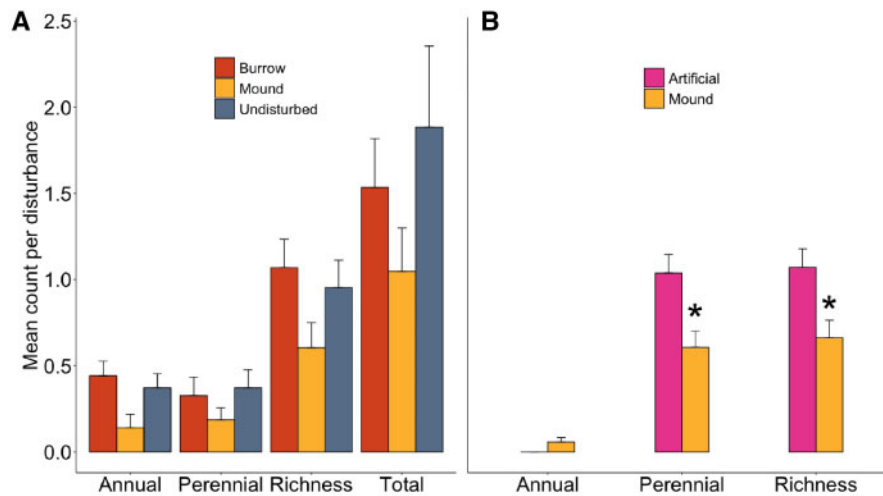 A
B
Mean count per disturbance
2.5
2.0
1.5
1.0
0.5
0.0
Burrow
Mound
Undisturbed
Annual Perennial Richness Total
Artificial
Mound
*
*
Annual Perennial Richness